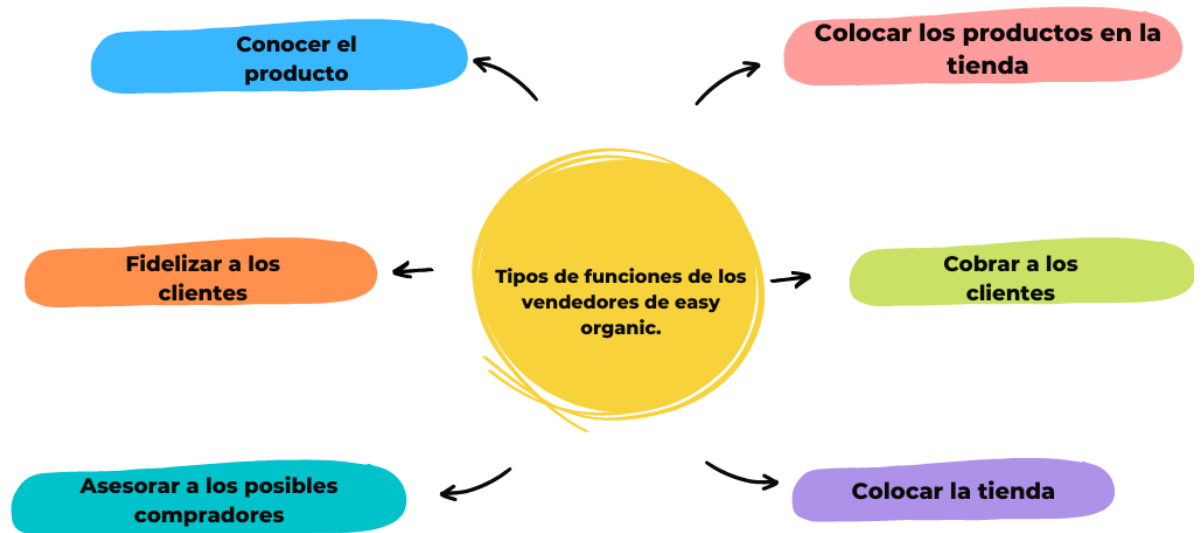 Conocer el
producto
Colocar los productos en la
tienda
Fidelizar a los
clientes
Tipos de funciones de los
vendedores de easy
organic.
Cobrar a los
clientes
Asesorar a los posibles
compradores
Colocar la tienda